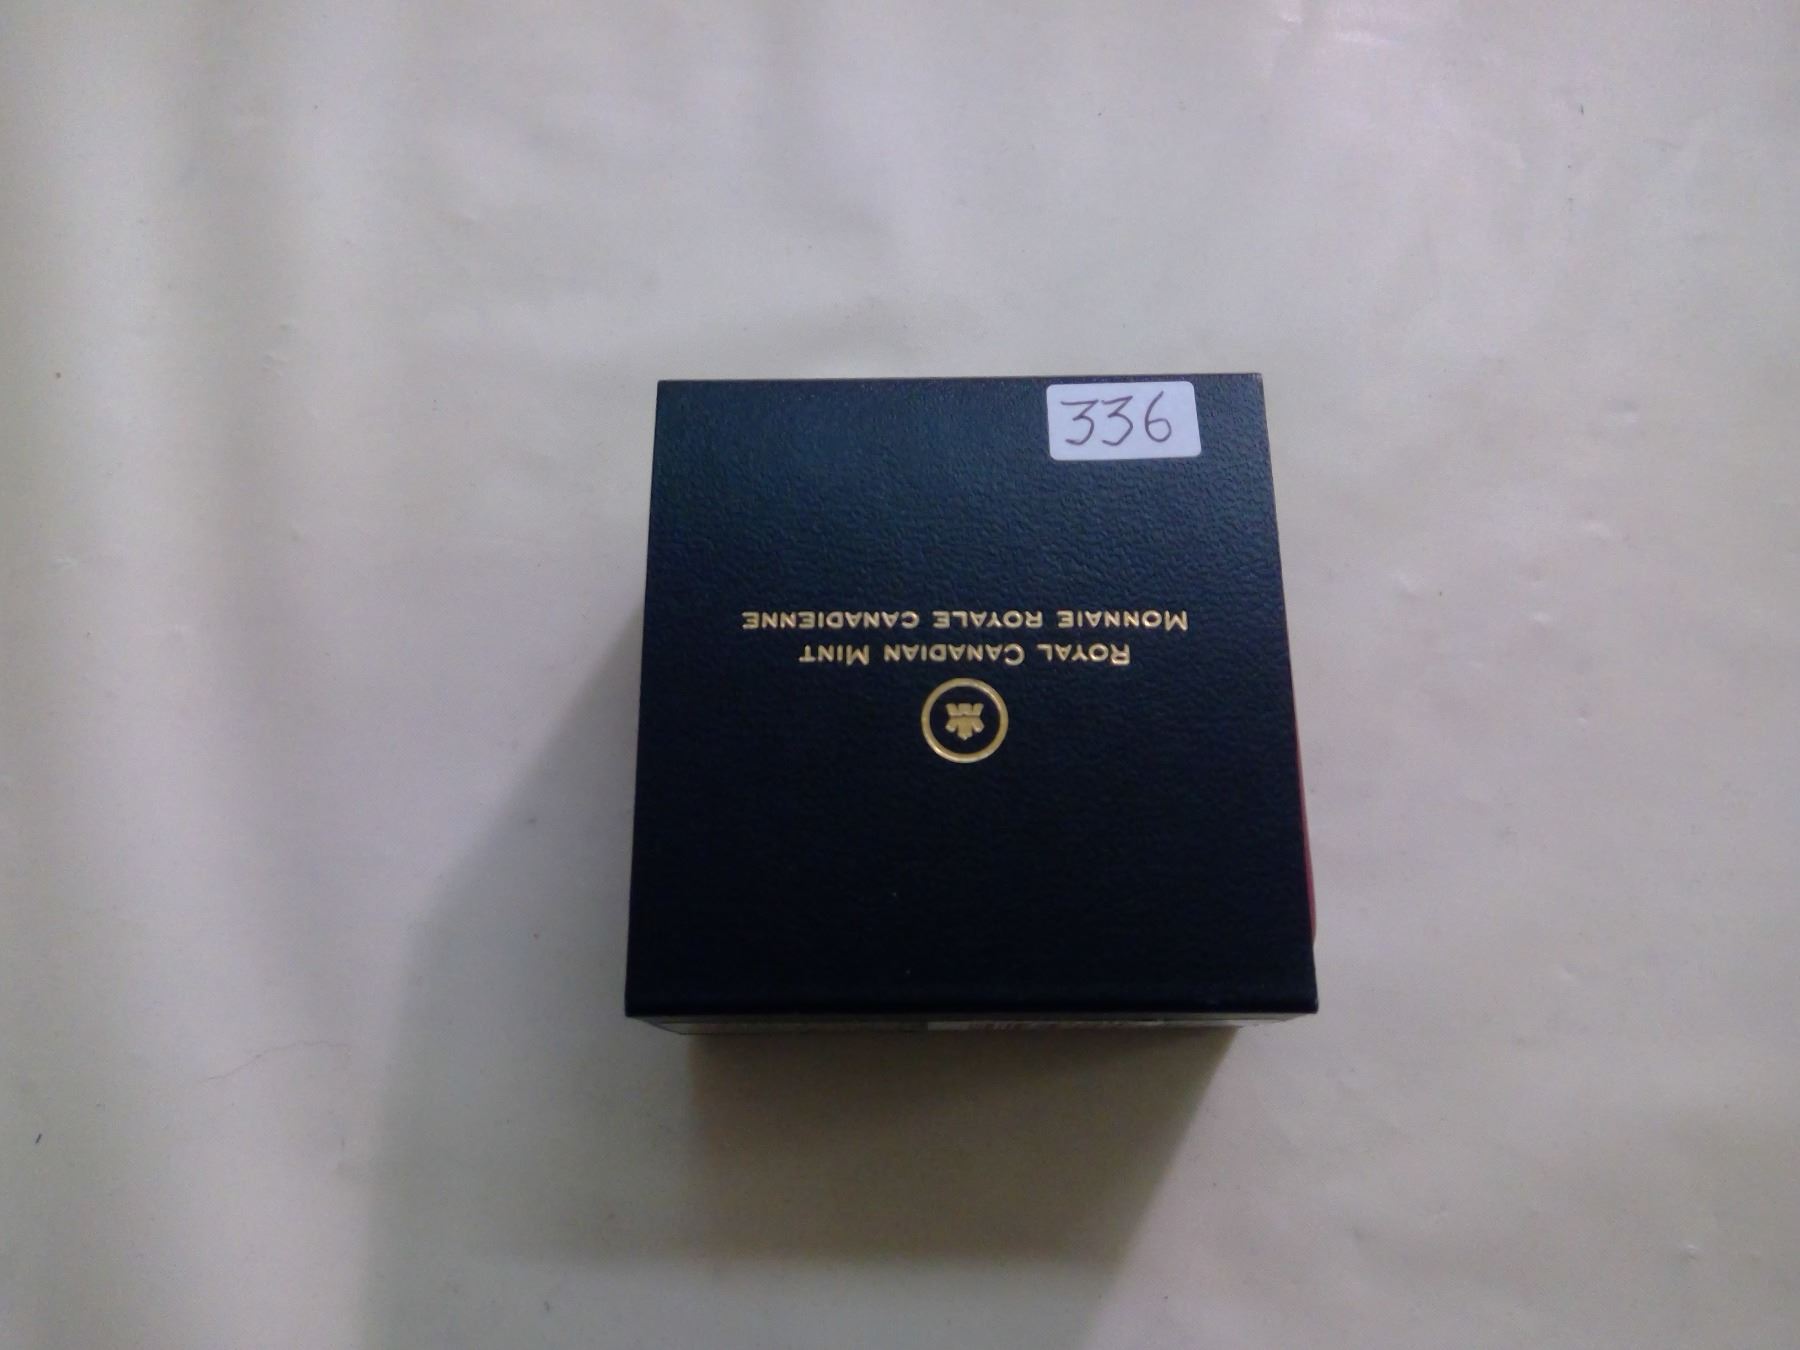 336
Royal Canadian Mint
Monnaie royale canadienne